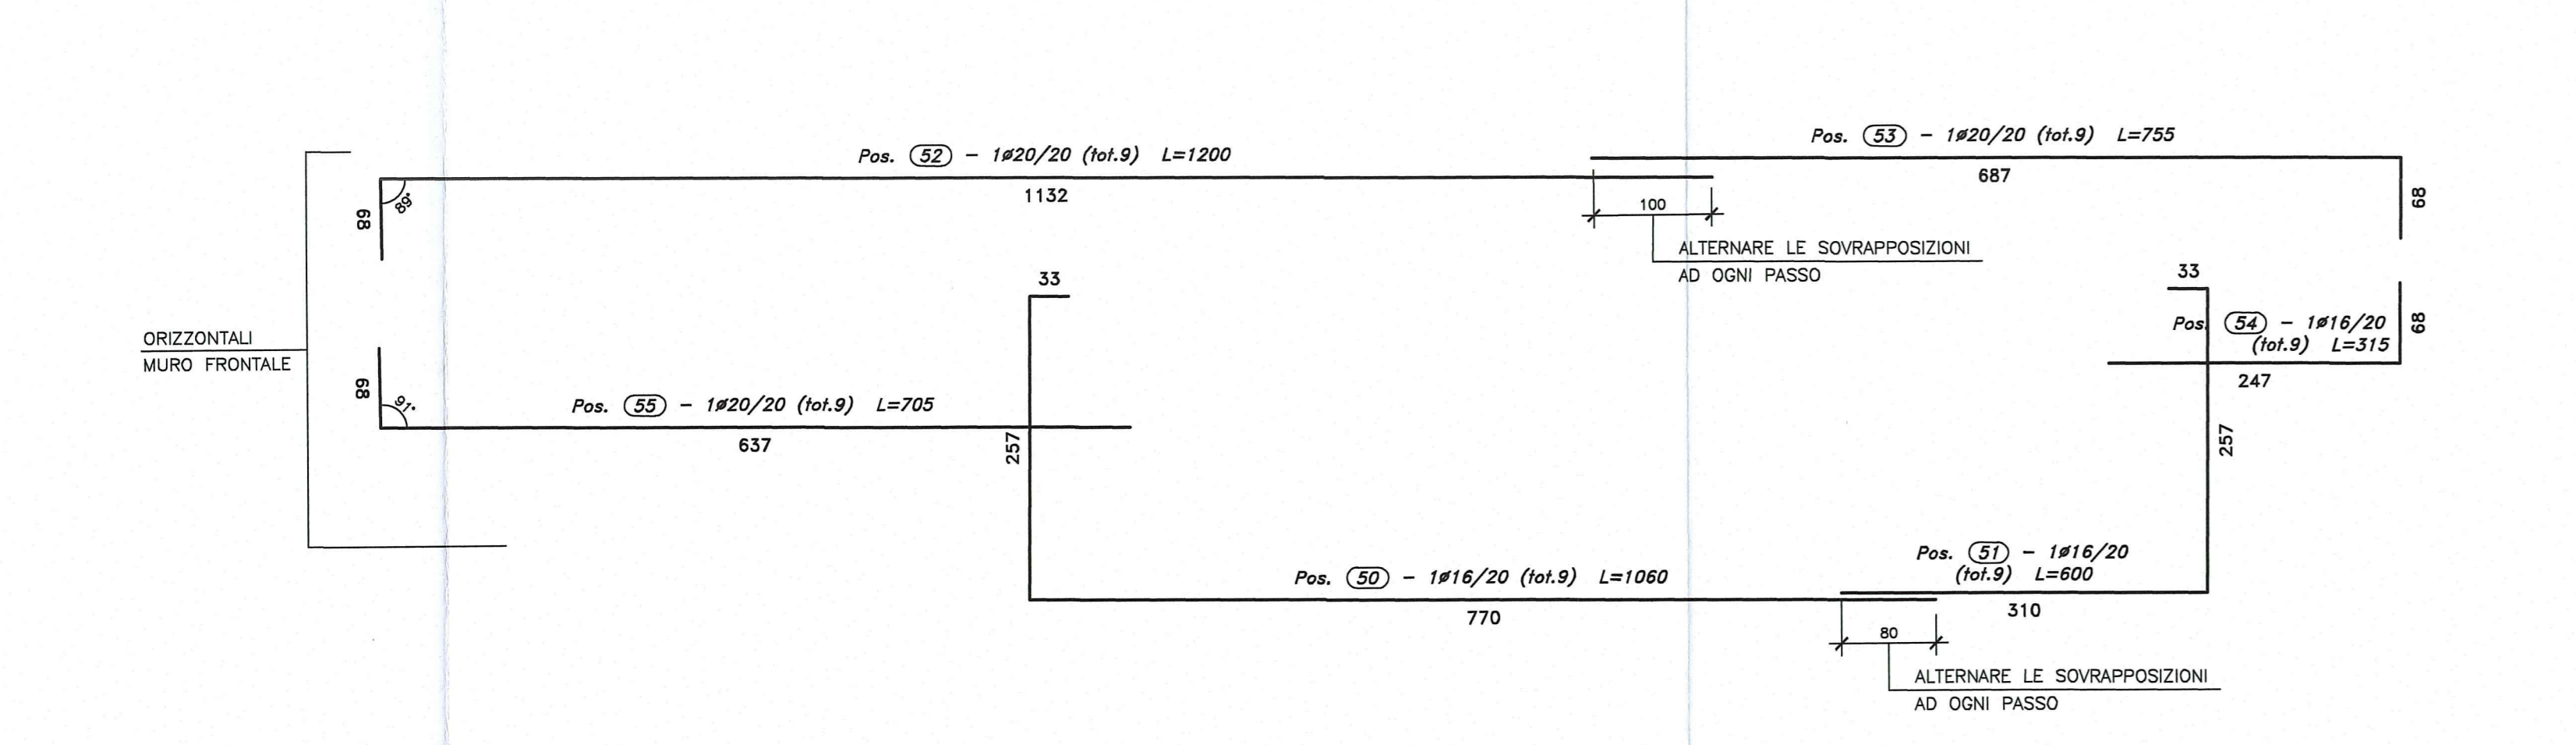 Pos. 53 – 1ø20/20 (tot.9) L=755
Pos. 52 – 1ø20/20 (tot.9) L=1200
687
1132
68
68
89°
100
ALTERNARE LE SOVRAPPOSIZIONI
AD OGNI PASSO
33
33
ORIZZONTALI
MURO FRONTALE
Pos. 54 – 1ø16/20
(tot.9) L=315
68
247
68
91°
Pos. 55 – 1ø20/20 (tot.9) L=705
637
257
257
Pos. 51 – 1ø16/20
(tot.9) L=600
310
Pos. 50 – 1ø16/20 (tot.9) L=1060
770
80
ALTERNARE LE SOVRAPPOSIZIONI
AD OGNI PASSO